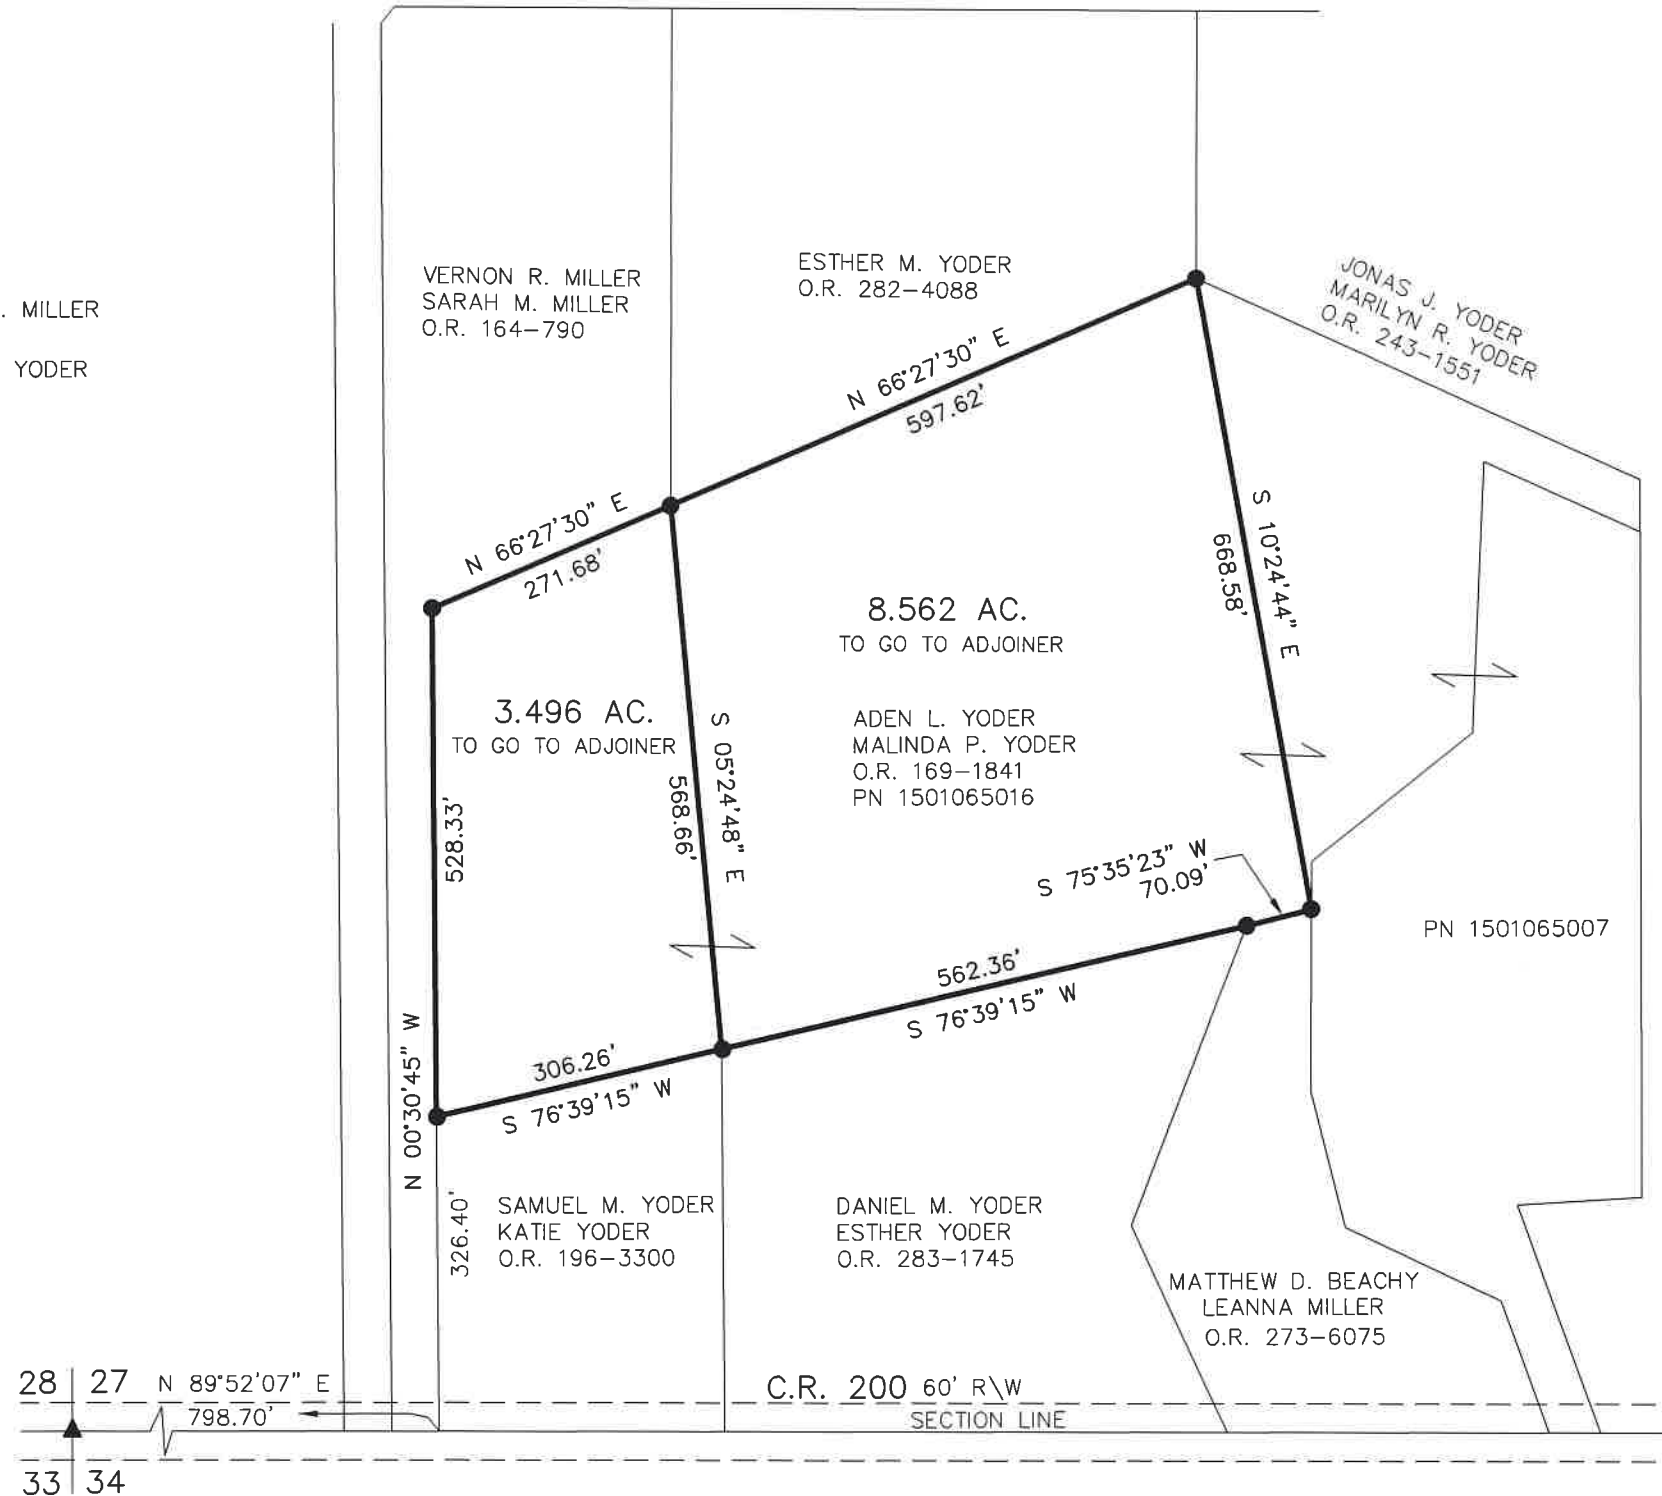 . MILLER
YODER
VERNON R. MILLER
SARAH M. MILLER
O.R. 164-790
ESTHER M. YODER
O.R. 282-4088
JONAS J. YODER
MARILYN R. YODER
O.R. 243-1551
N 66°27'30" E
597.62'
N 66°27'30" E
271.68'
S 10°24'44" E
668.58'
8.562 AC.
TO GO TO ADJOINER
3.496 AC.
TO GO TO ADJOINER
ADEN L. YODER
MALINDA P. YODER
O.R. 169-1841
PN 1501065016
S 05°24'48" E
568.66'
528.33'
S 75°35'23" W
70.09'
PN 1501065007
562.36'
S 76°39'15" W
306.26'
S 76°39'15" W
N 00°30'45" W
326.40'
SAMUEL M. YODER
KATIE YODER
O.R. 196-3300
DANIEL M. YODER
ESTHER YODER
O.R. 283-1745
MATTHEW D. BEACHY
LEANNA MILLER
O.R. 273-6075
28 27
N 89°52'07" E
798.70'
C.R. 200 60' R\W
SECTION LINE
33 34